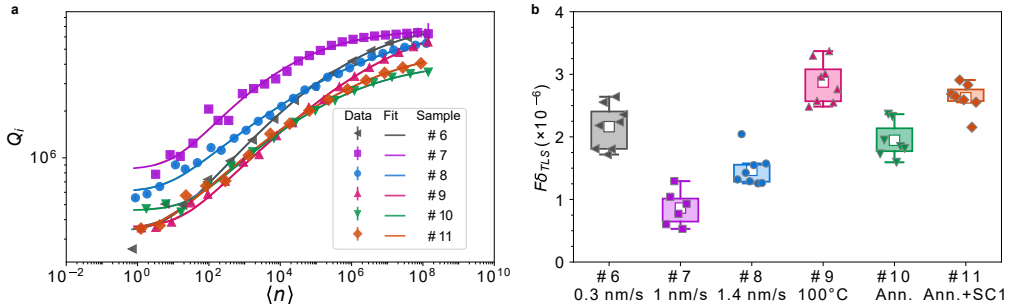 a
Q_i
10^6
10^−2 10^0 10^2 10^4 10^6 10^8 10^10
⟨n⟩
Data Fit Sample
# 6
# 7
# 8
# 9
# 10
# 11
b
Fδ_TLS (×10^−6)
4
3
2
1
0
#6 #7 #8 #9 #10 #11
0.3 nm/s 1 nm/s 1.4 nm/s 100°C Ann. Ann.+SC1